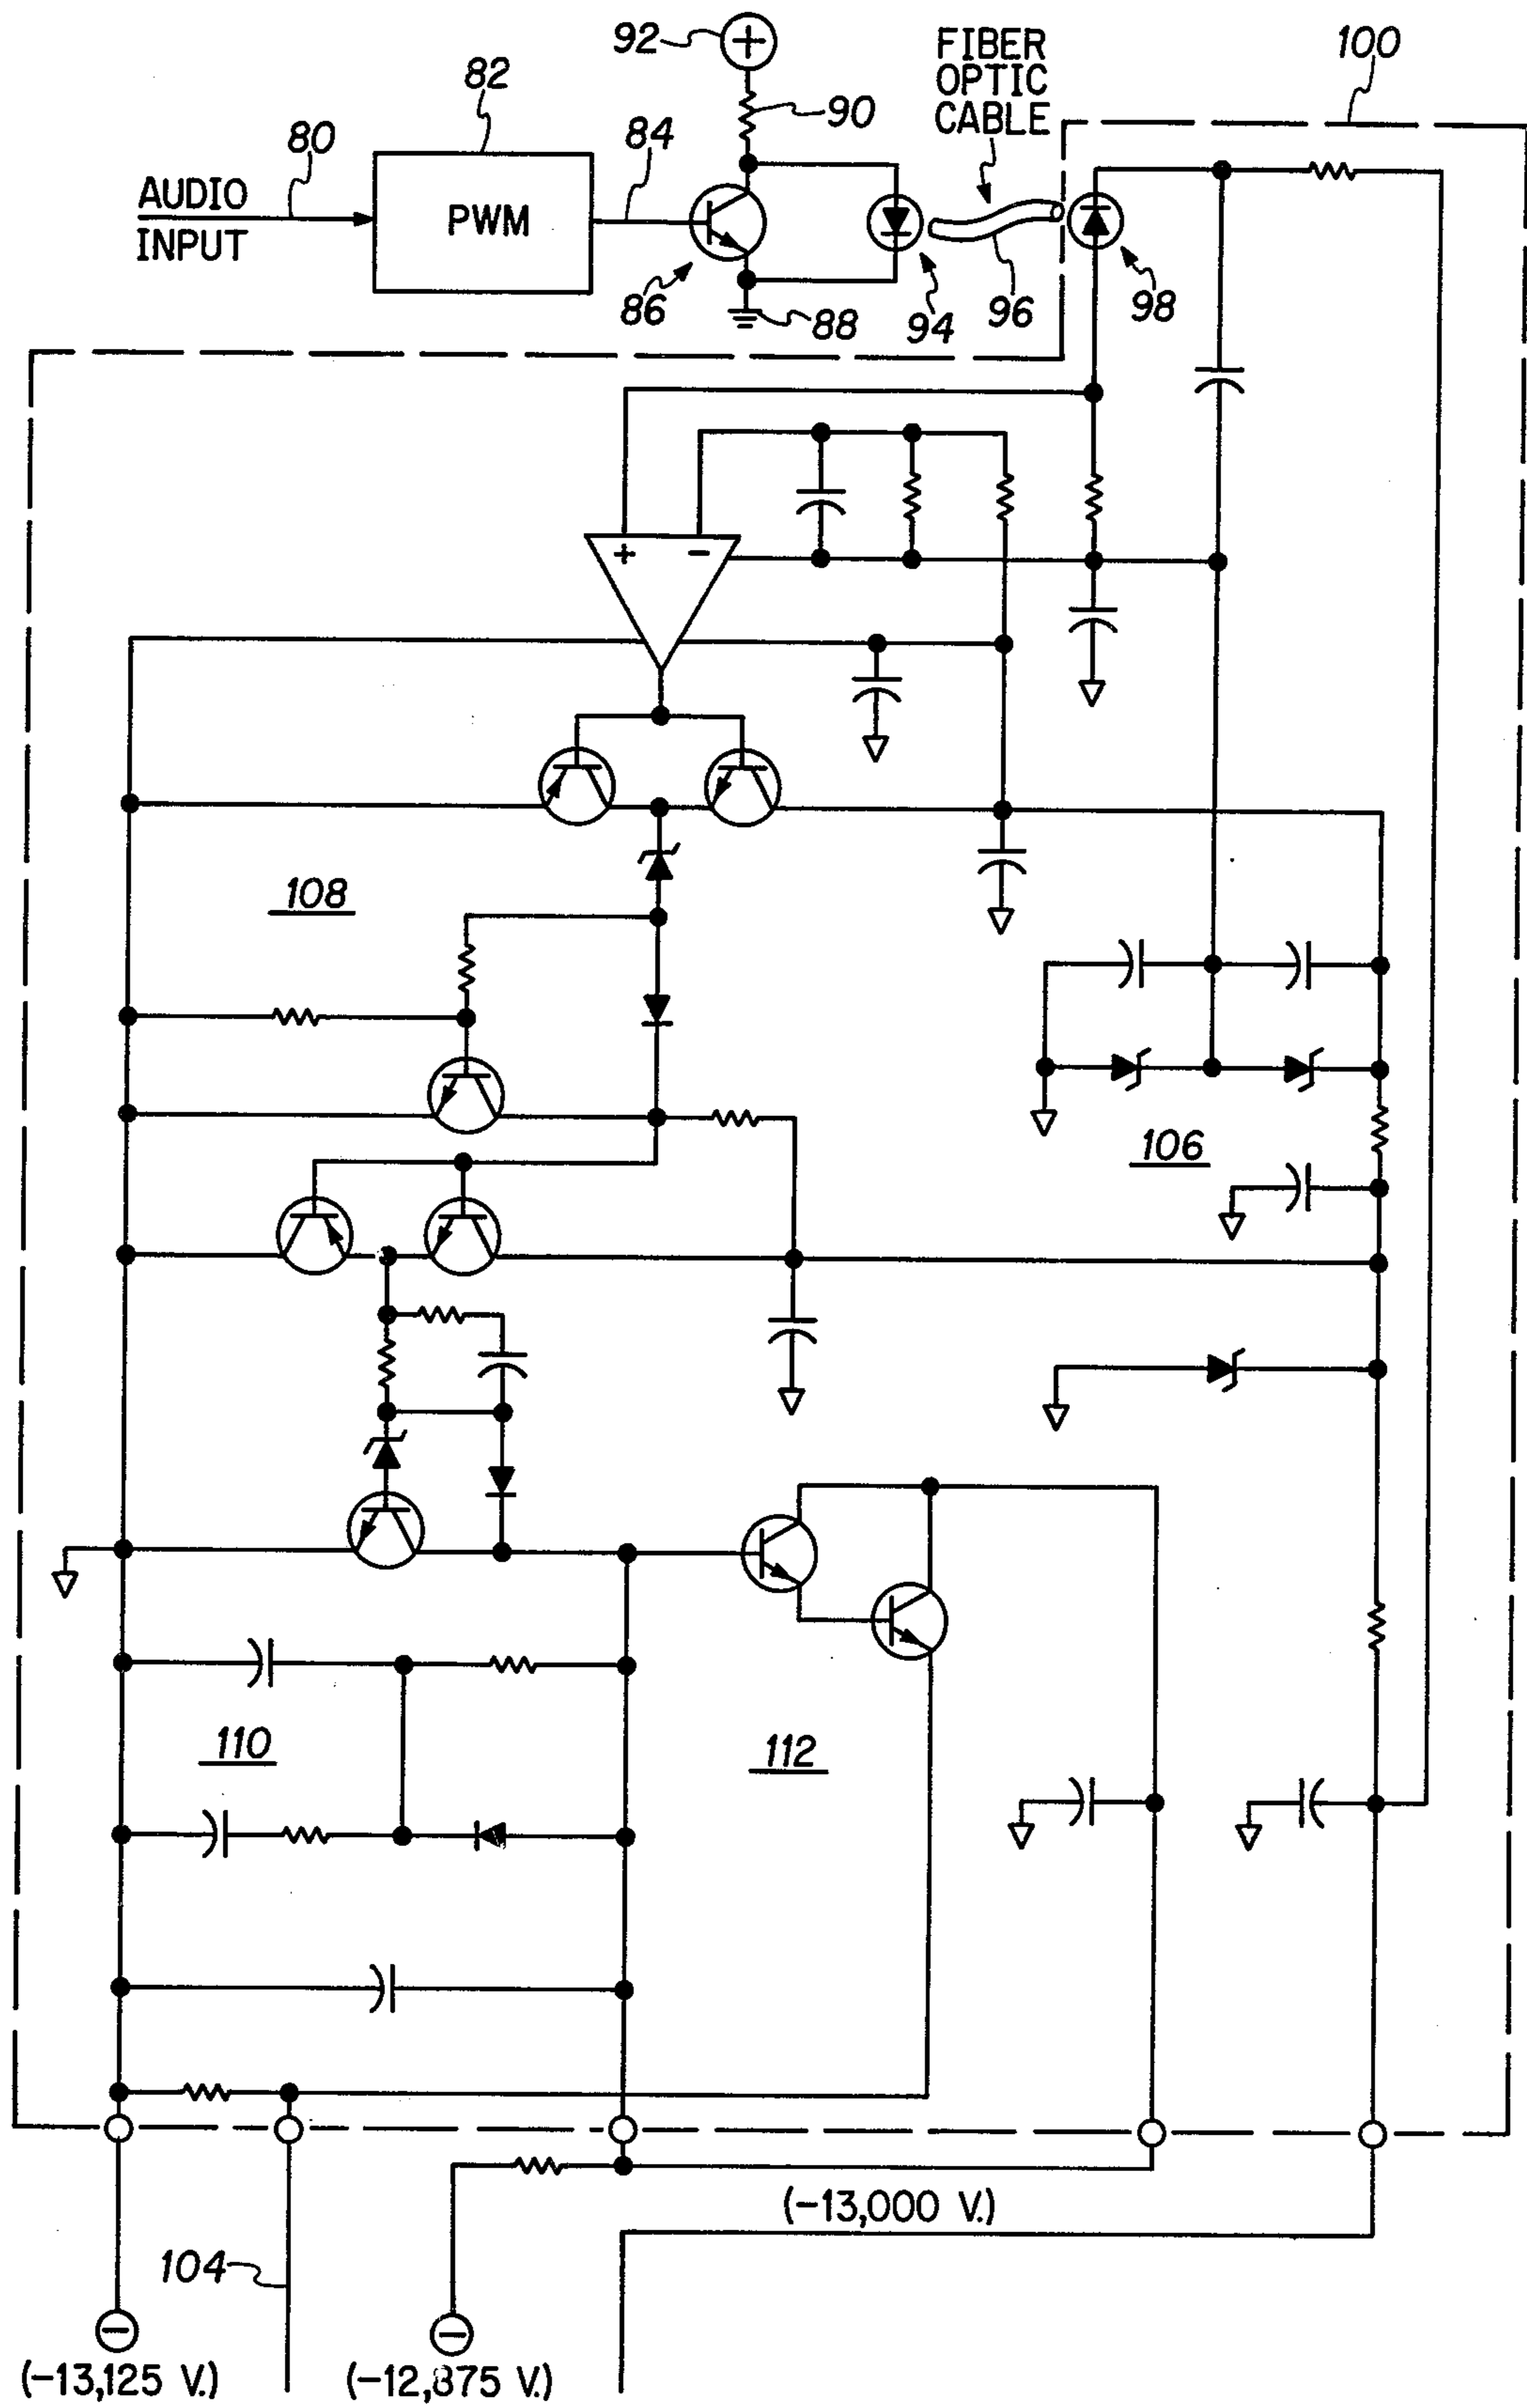 92
+
FIBER
OPTIC
CABLE
100
82
90
80
84
AUDIO
INPUT
PWM
86
88
94
96
98
+ −
108
106
110
112
(−13,000 V.)
104
−
−
(−13,125 V.)
(−12,875 V.)